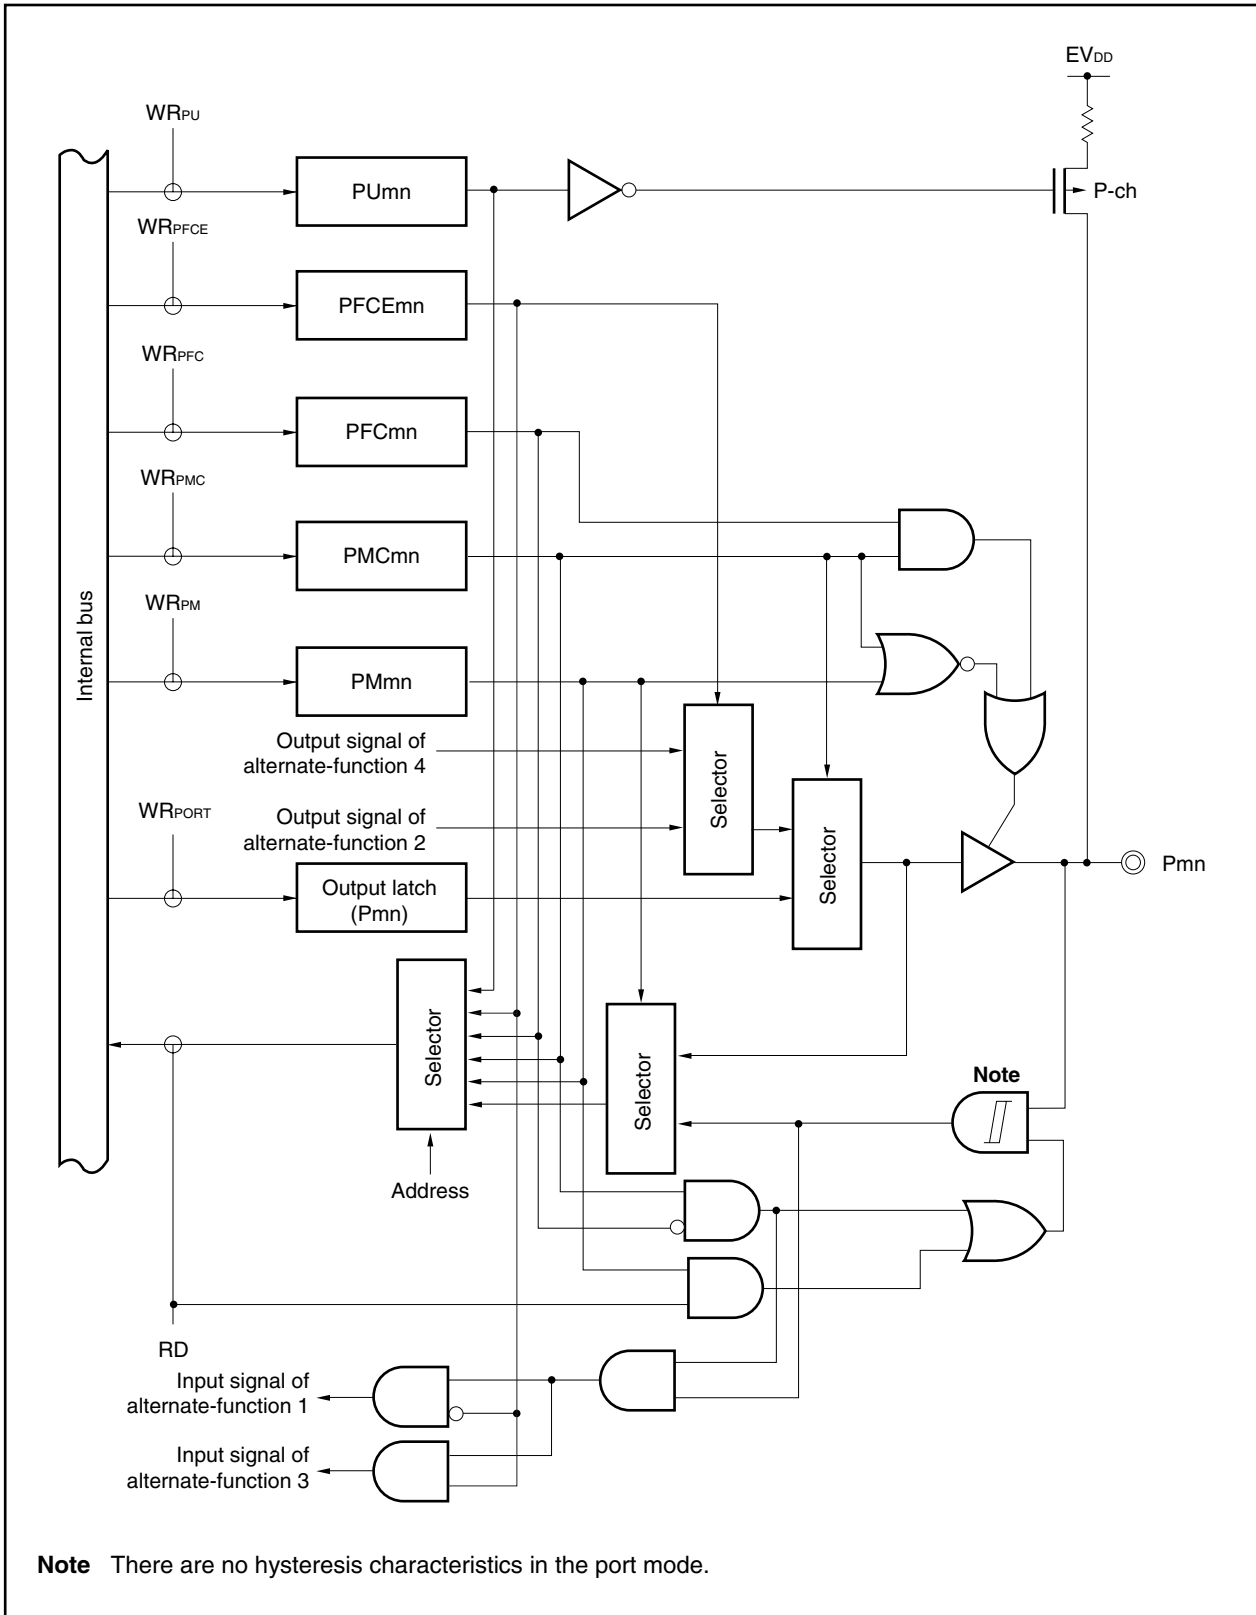 EVDD
WRPU
PUmn
P-ch
WRPFCE
PFCEmn
WRPFC
PFCmn
WRPMC
PMCmn
WRPM
Internal bus
PMmn
Output signal of
alternate-function 4
Selector
WRPORT
Output signal of
alternate-function 2
Selector
Pmn
Output latch
(Pmn)
Selector
Selector
Note
Address
RD
Input signal of
alternate-function 1
Input signal of
alternate-function 3
Note There are no hysteresis characteristics in the port mode.